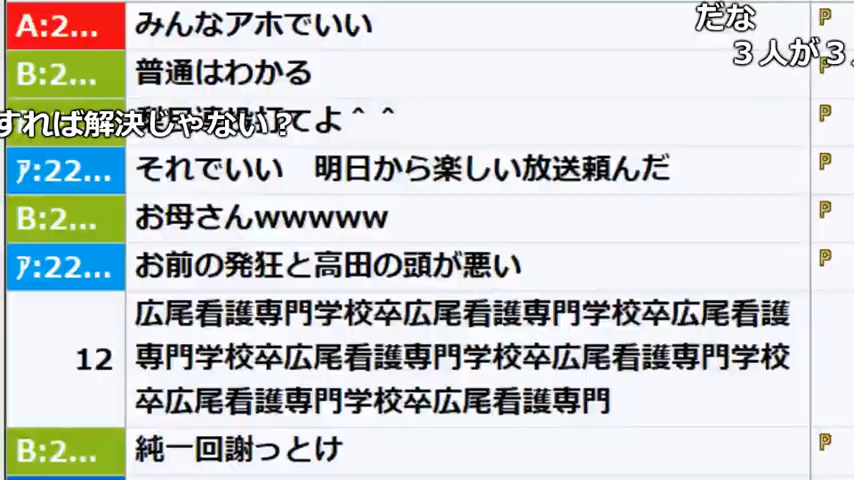 だな
A:2...
みんなアホでいい
P
3人が3
B:2...
普通はわかる
P
すれば解決じゃない?
てよ＾＾
P
ｱ:22...
それでいい 明日から楽しい放送頼んだ
P
B:2...
お母さんwwwww
P
ｱ:22...
お前の発狂と高田の頭が悪い
P
12
広尾看護専門学校卒広尾看護専門学校卒広尾看護
専門学校卒広尾看護専門学校卒広尾看護専門学校
卒広尾看護専門学校卒広尾看護専門
B:2...
純一回謝っとけ
P